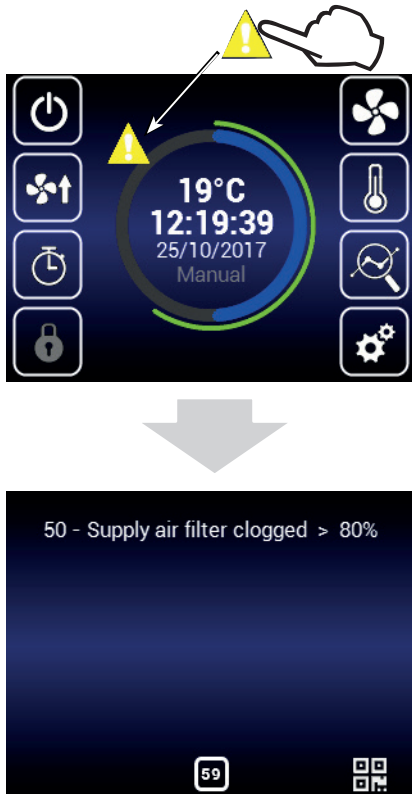 19°C
12:19:39
25/10/2017
Manual
50 - Supply air filter clogged > 80%
59